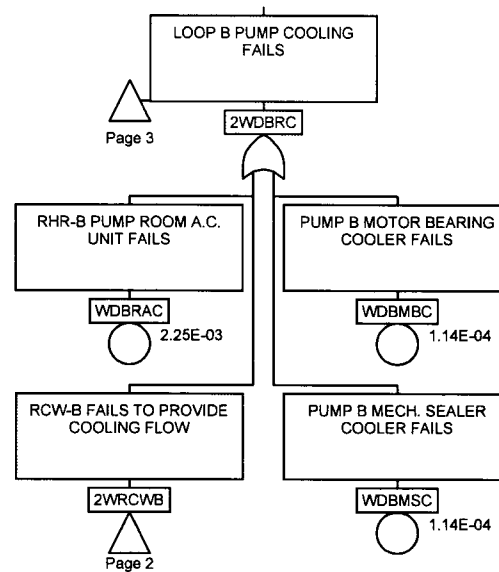 LOOP B PUMP COOLING
FAILS
Page 3
2WDBRC
RHR-B PUMP ROOM A.C.
UNIT FAILS
PUMP B MOTOR BEARING
COOLER FAILS
WDBRAC
2.25E-03
WDBMBC
1.14E-04
RCW-B FAILS TO PROVIDE
COOLING FLOW
PUMP B MECH. SEALER
COOLER FAILS
2WRCWB
Page 2
WDBMSC
1.14E-04